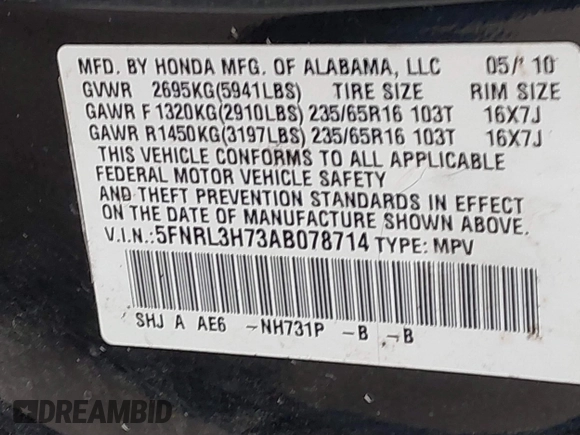 MFD. BY HONDA MFG. OF ALABAMA, LLC 05/10
GVWR 2695KG(5941LBS) TIRE SIZE RIM SIZE
GAWR F 1320KG(2910LBS) 235/65R16 103T 16X7J
GAWR R1450KG(3197LBS) 235/65R16 103T 16X7J
THIS VEHICLE CONFORMS TO ALL APPLICABLE
FEDERAL MOTOR VEHICLE SAFETY
AND THEFT PREVENTION STANDARDS IN EFFECT
ON THE DATE OF MANUFACTURE SHOWN ABOVE.
V.I.N.:5FNRL3H73AB078714 TYPE: MPV
SHJ A AE6 -NH731P -B -B
DREAMBID